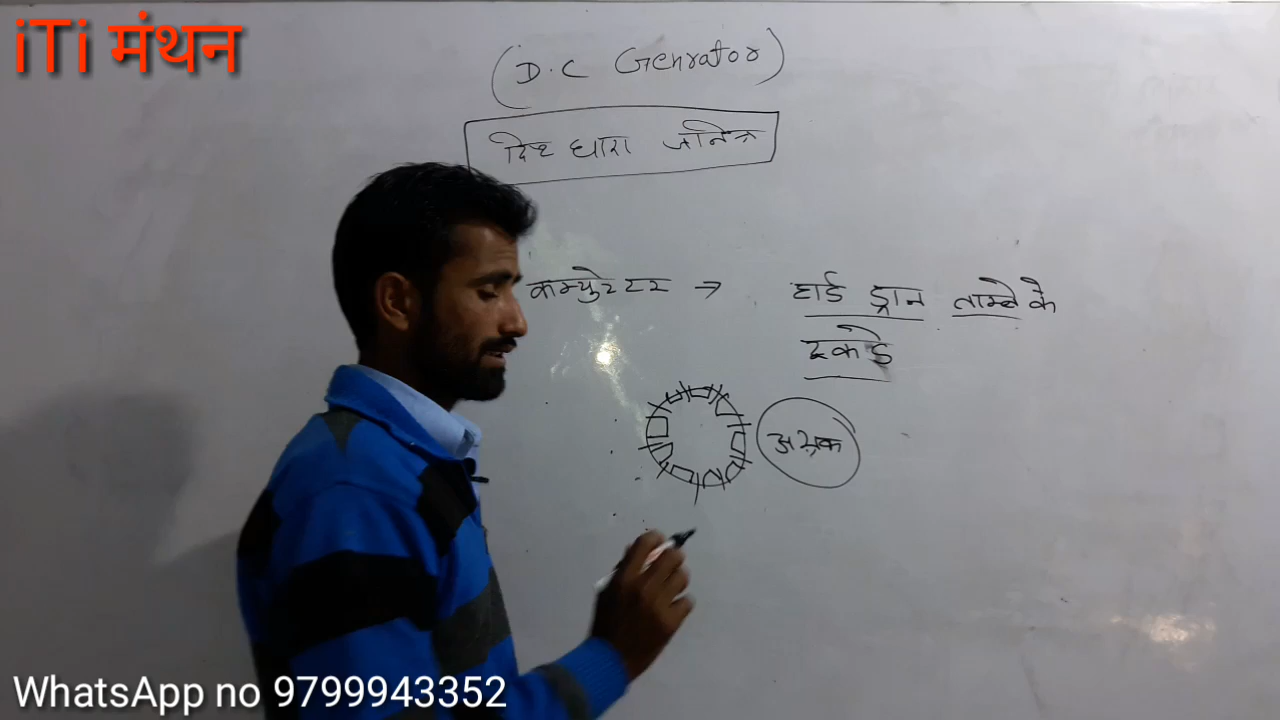 iTi मंथन
(D.C Genrator)
दिष्ट धारा जनित्र
कम्युटेटर → हार्ड ड्रान ताम्बे के
टुकडे
अभ्रक
WhatsApp no 9799943352